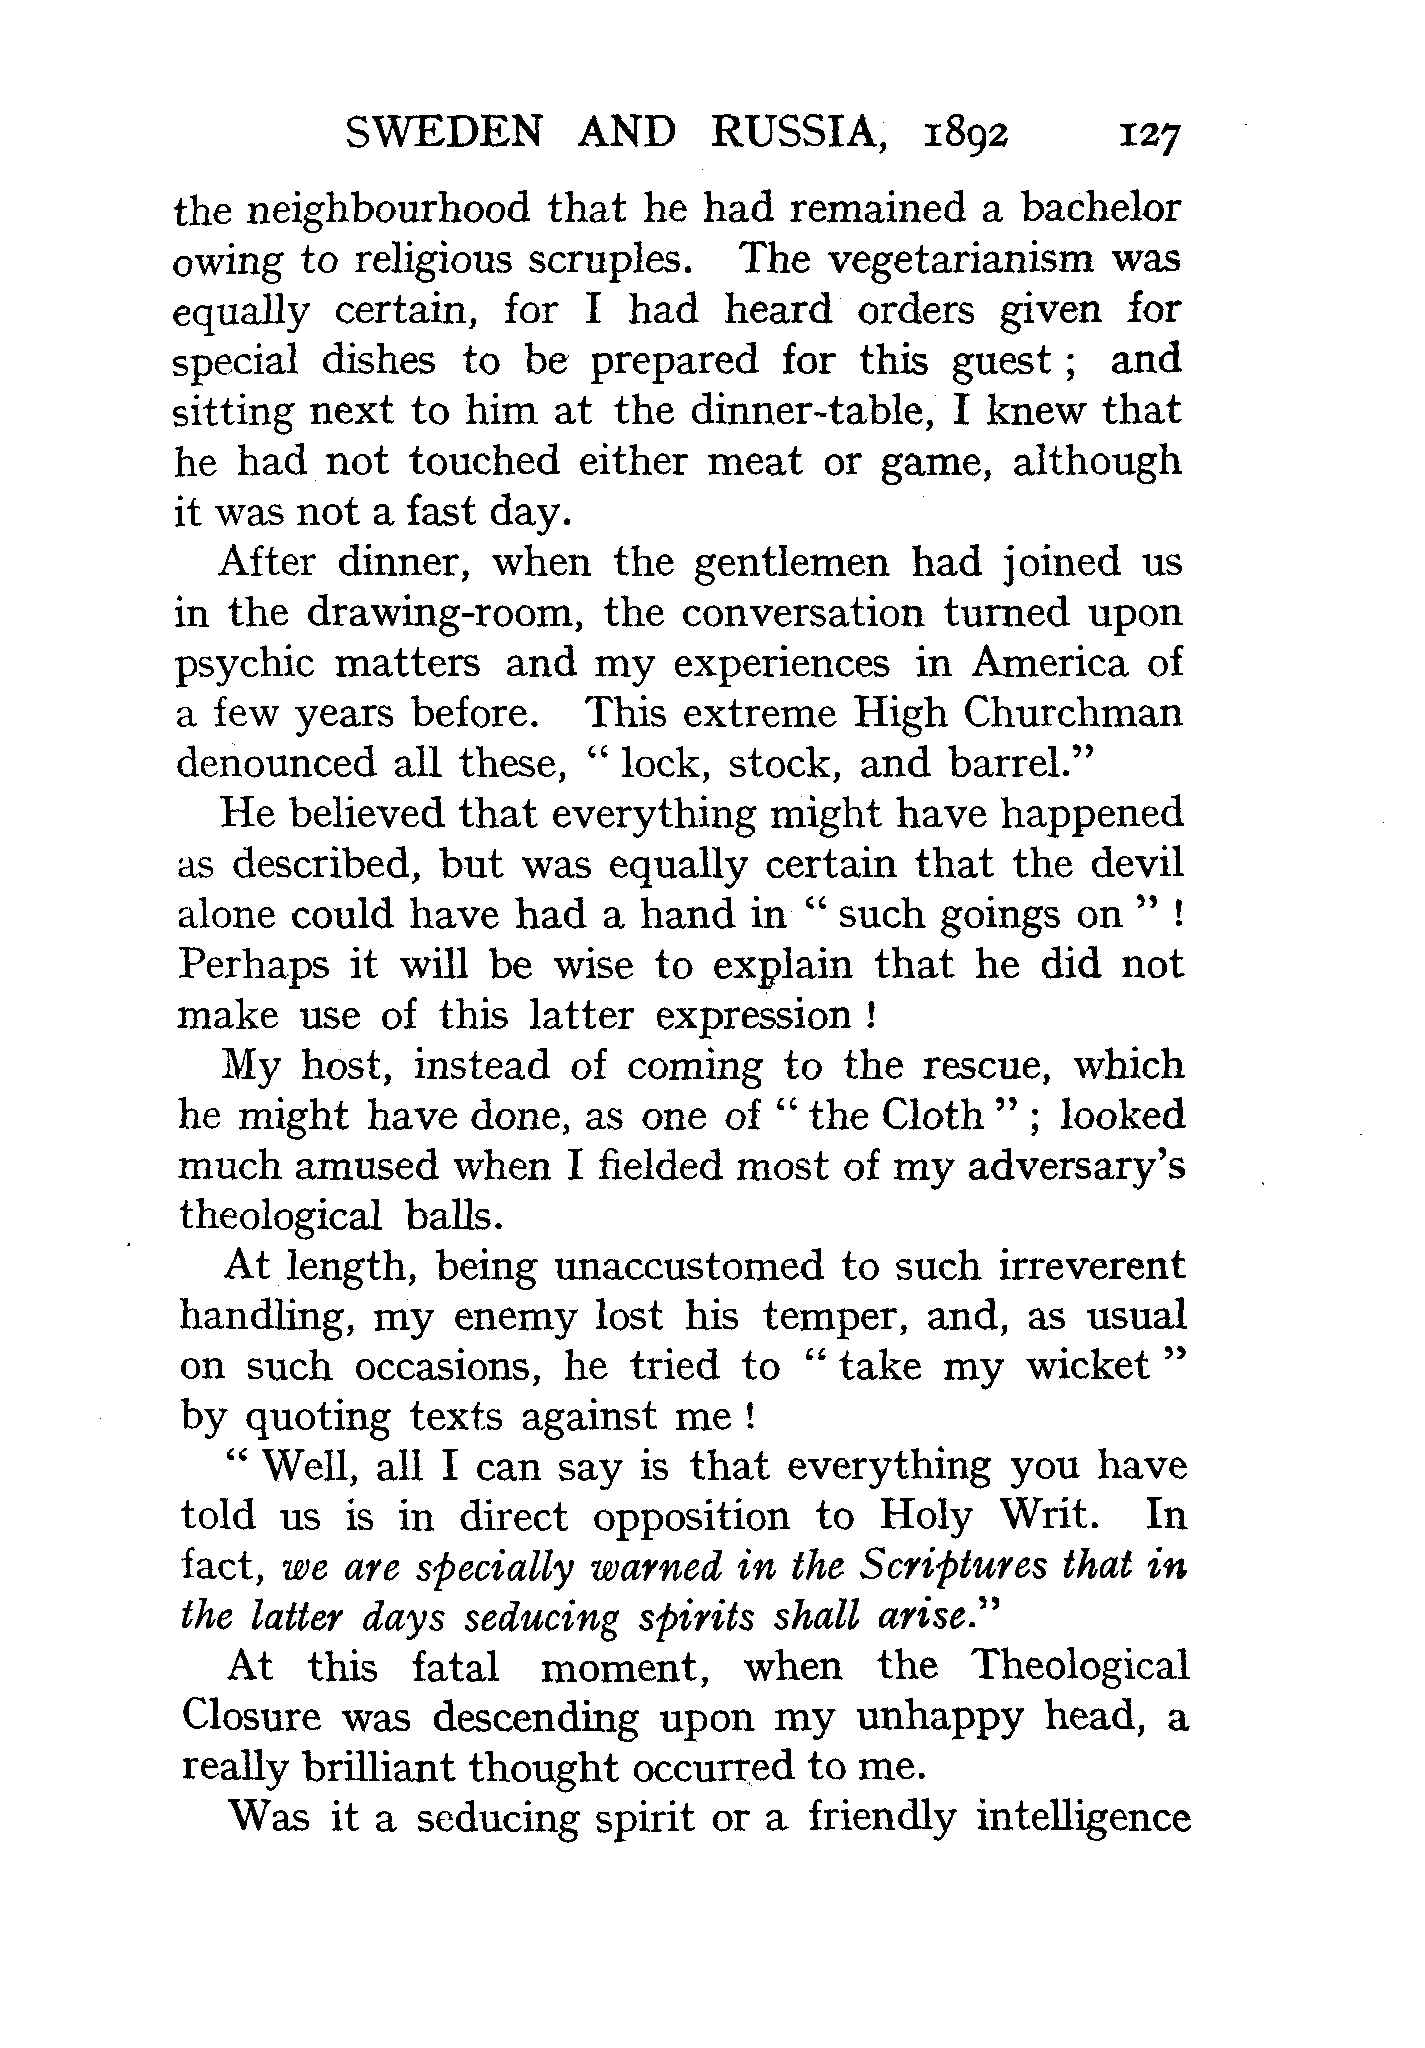 SWEDEN AND RUSSIA, 1892 127
the neighbourhood that he had remained a bachelor
owing to religious scruples. The vegetarianism was
equally certain, for I had heard orders given for
special dishes to be prepared for this guest ; and
sitting next to him at the dinner-table, I knew that
he had not touched either meat or game, although
it was not a fast day.
After dinner, when the gentlemen had joined us
in the drawing-room, the conversation turned upon
psychic matters and my experiences in America of
a few years before. This extreme High Churchman
denounced all these, “ lock, stock, and barrel.”
He believed that everything might have happened
as described, but was equally certain that the devil
alone could have had a hand in “ such goings on ” !
Perhaps it will be wise to explain that he did not
make use of this latter expression !
My host, instead of coming to the rescue, which
he might have done, as one of “ the Cloth ” ; looked
much amused when I fielded most of my adversary’s
theological balls.
At length, being unaccustomed to such irreverent
handling, my enemy lost his temper, and, as usual
on such occasions, he tried to “ take my wicket ”
by quoting texts against me !
“ Well, all I can say is that everything you have
told us is in direct opposition to Holy Writ. In
fact, we are specially warned in the Scriptures that in
the latter days seducing spirits shall arise.”
At this fatal moment, when the Theological
Closure was descending upon my unhappy head, a
really brilliant thought occurred to me.
Was it a seducing spirit or a friendly intelligence